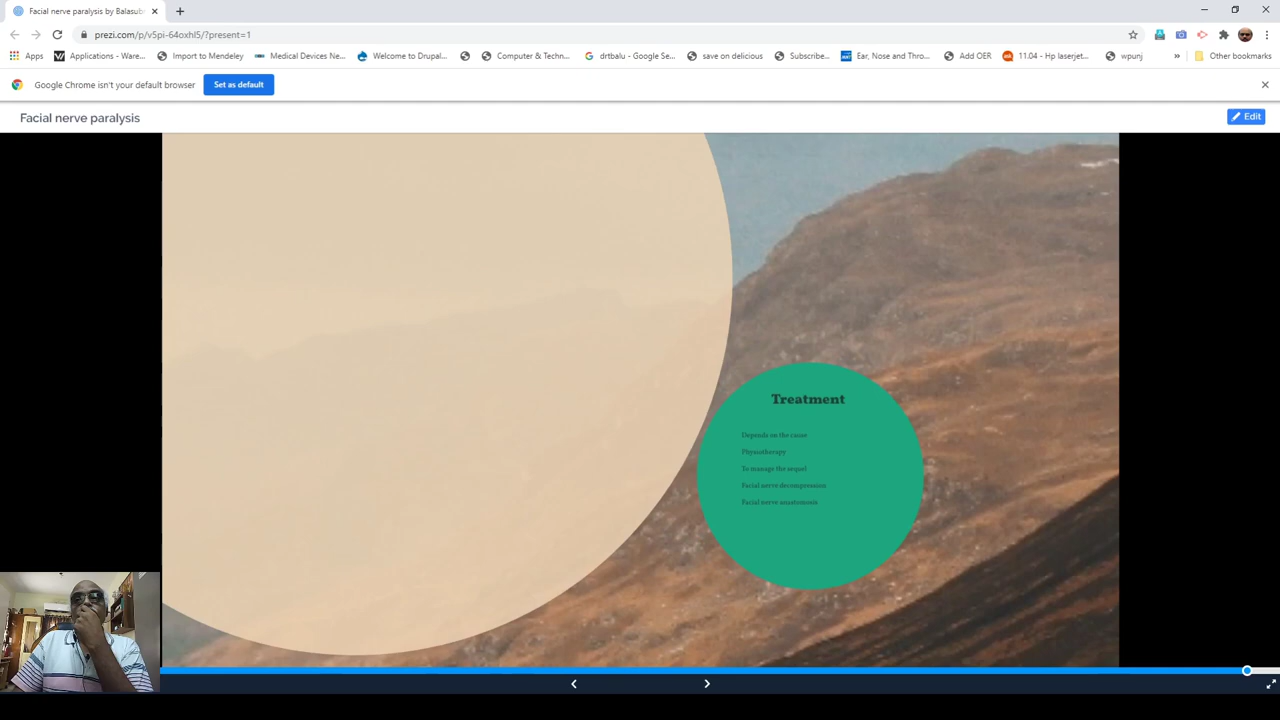 Facial nerve paralysis by Balasub
prezi.com/p/v5pi-64oxhl5/?present=1
Apps
Applications - Ware...
Import to Mendeley
Medical Devices Ne...
Welcome to Drupal...
Computer & Techn...
drtbalu - Google Se...
save on delicious
Subscribe...
Ear, Nose and Thro...
Add OER
11.04 - Hp laserjet...
wpunj
»
Other bookmarks
Google Chrome isn't your default browser
Set as default
Facial nerve paralysis
Edit
Treatment
Depends on the cause
Physiotherapy
To manage the sequel
Facial nerve decompression